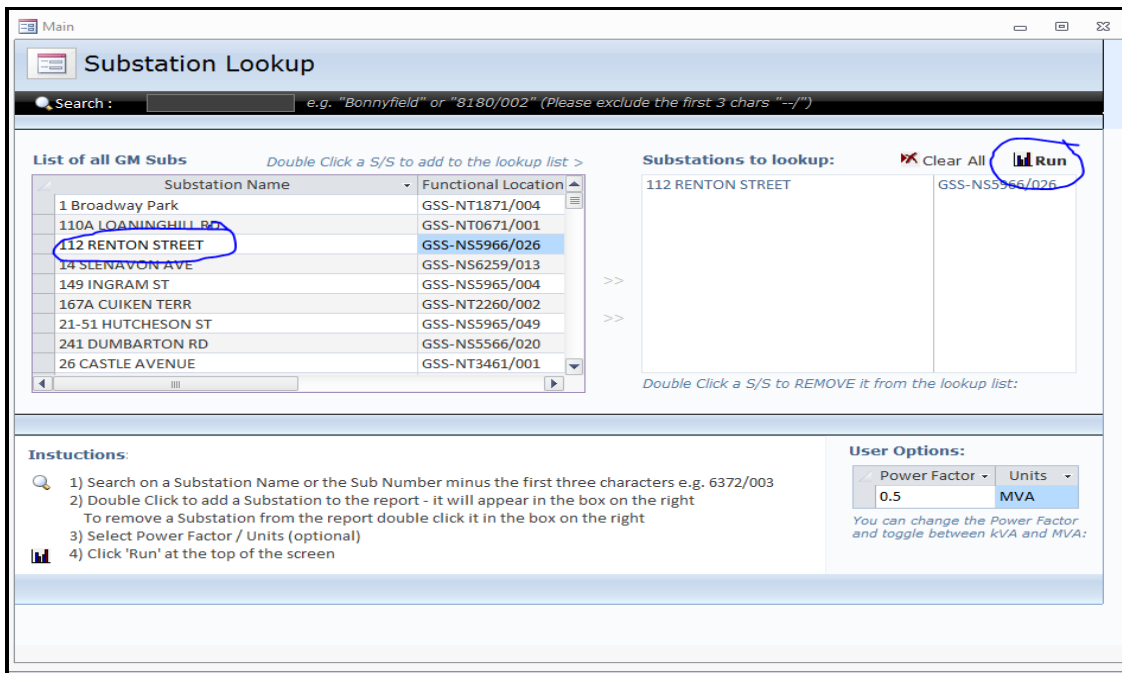 Main
Substation Lookup
Search : e.g. "Bonnyfield" or "8180/002" (Please exclude the first 3 chars "--/")
List of all GM Subs Double Click a S/S to add to the lookup list >
Substation Name Functional Location
1 Broadway Park GSS-NT1871/004
110A LOANINGHILL RD GSS-NT0671/001
112 RENTON STREET GSS-NS5966/026
14 SLENAVON AVE GSS-NS6259/013
149 INGRAM ST GSS-NS5965/004
167A CUIKEN TERR GSS-NT2260/002
21-51 HUTCHESON ST GSS-NS5965/049
241 DUMBARTON RD GSS-NS5566/020
26 CASTLE AVENUE GSS-NT3461/001
>>
>>
Substations to lookup: Clear All Run
112 RENTON STREET GSS-NS5966/026
Double Click a S/S to REMOVE it from the lookup list:
Instuctions:
1) Search on a Substation Name or the Sub Number minus the first three characters e.g. 6372/003
2) Double Click to add a Substation to the report - it will appear in the box on the right
To remove a Substation from the report double click it in the box on the right
3) Select Power Factor / Units (optional)
4) Click 'Run' at the top of the screen
User Options:
Power Factor Units
0.5 MVA
You can change the Power Factor
and toggle between kVA and MVA: